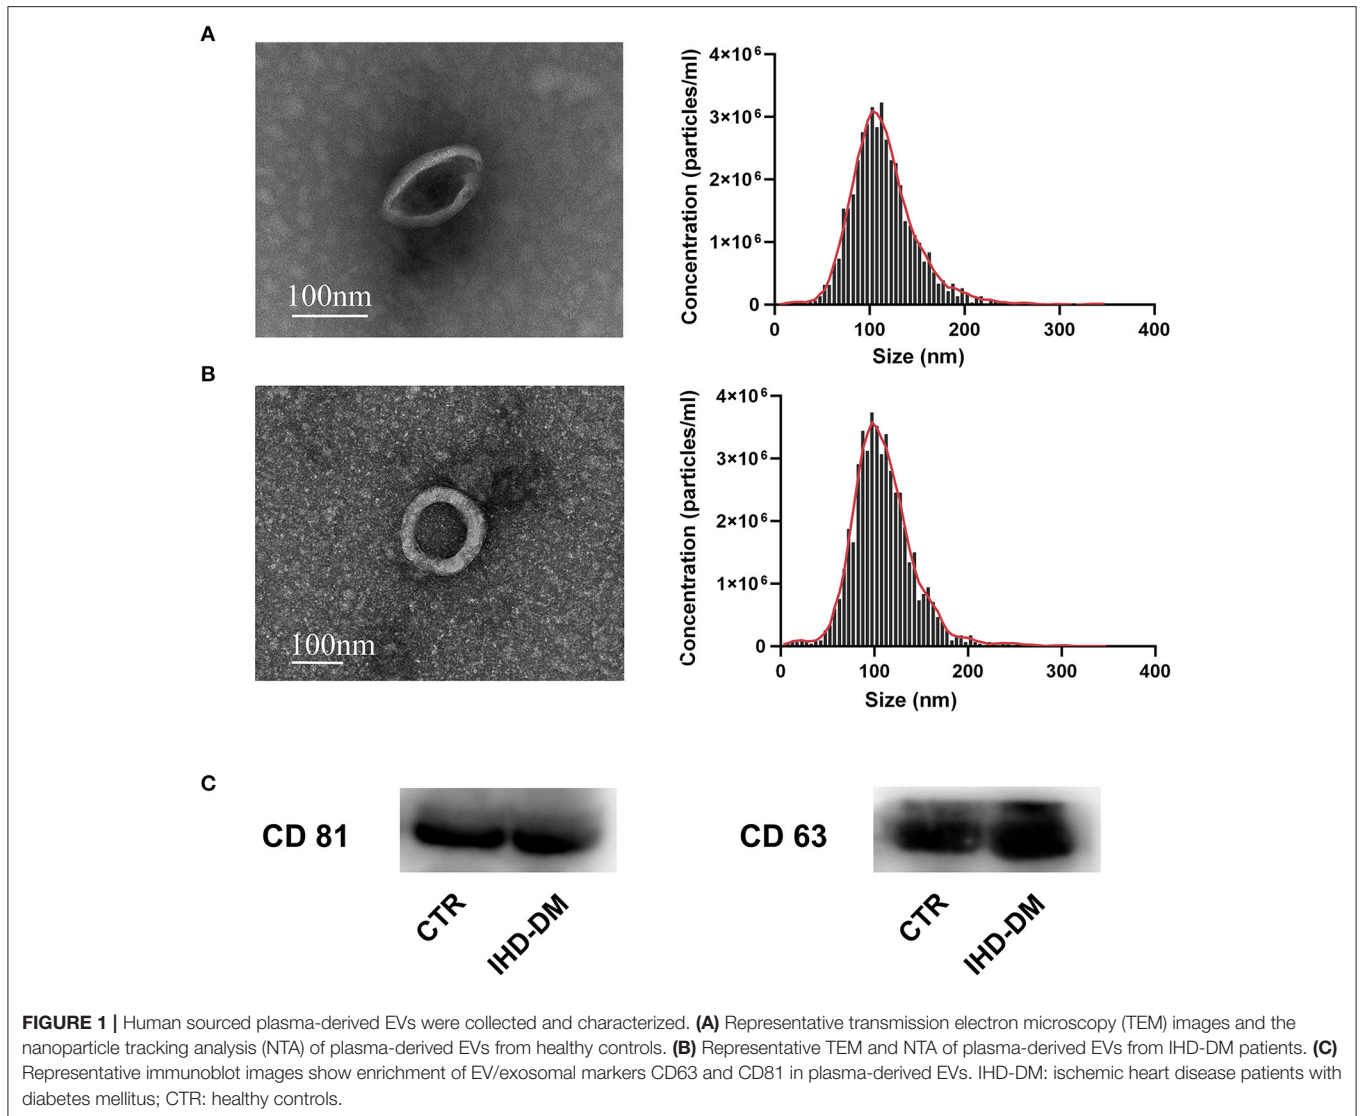 A
100nm
Concentration (particles/ml)
4×10⁶
3×10⁶
2×10⁶
1×10⁶
0
0 100 200 300 400
Size (nm)
B
100nm
Concentration (particles/ml)
4×10⁶
3×10⁶
2×10⁶
1×10⁶
0
0 100 200 300 400
Size (nm)
C
CD 81
CTR
IHD-DM
CD 63
CTR
IHD-DM
FIGURE 1 | Human sourced plasma-derived EVs were collected and characterized. (A) Representative transmission electron microscopy (TEM) images and the
nanoparticle tracking analysis (NTA) of plasma-derived EVs from healthy controls. (B) Representative TEM and NTA of plasma-derived EVs from IHD-DM patients. (C)
Representative immunoblot images show enrichment of EV/exosomal markers CD63 and CD81 in plasma-derived EVs. IHD-DM: ischemic heart disease patients with
diabetes mellitus; CTR: healthy controls.